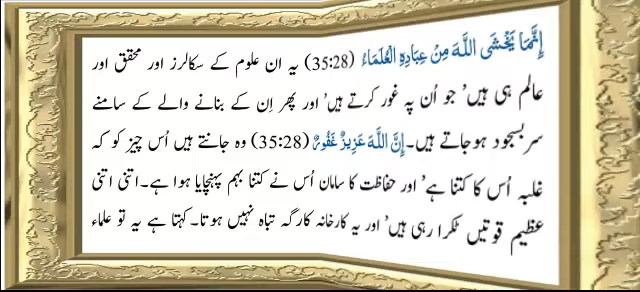 اِنَّمَا يَخْشَى اللّٰهَ مِنْ عِبَادِهِ الْعُلَمَاءُ (35:28) یہ ان علوم کے سکالرز اور محقق اور
عالم ہی ہیں' جو اُن پہ غور کرتے ہیں' اور پھر اِن کے بنانے والے کے سامنے
سر بسجود ہو جاتے ہیں۔ اِنَّ اللّٰهَ عَزِيزٌ غَفُورٌ (35:28) وہ جانتے ہیں اُس چیز کو کہ
غلبہ اُس کا کتنا ہے' اور حفاظت کا سامان اُس نے کتنا بہم پہنچایا ہوا ہے۔ اتنی اتنی
عظیم قوتیں ٹکرا رہی ہیں' اور یہ کارخانہ کارگہ تباہ نہیں ہوتا۔ کہتا ہے یہ تو علماء